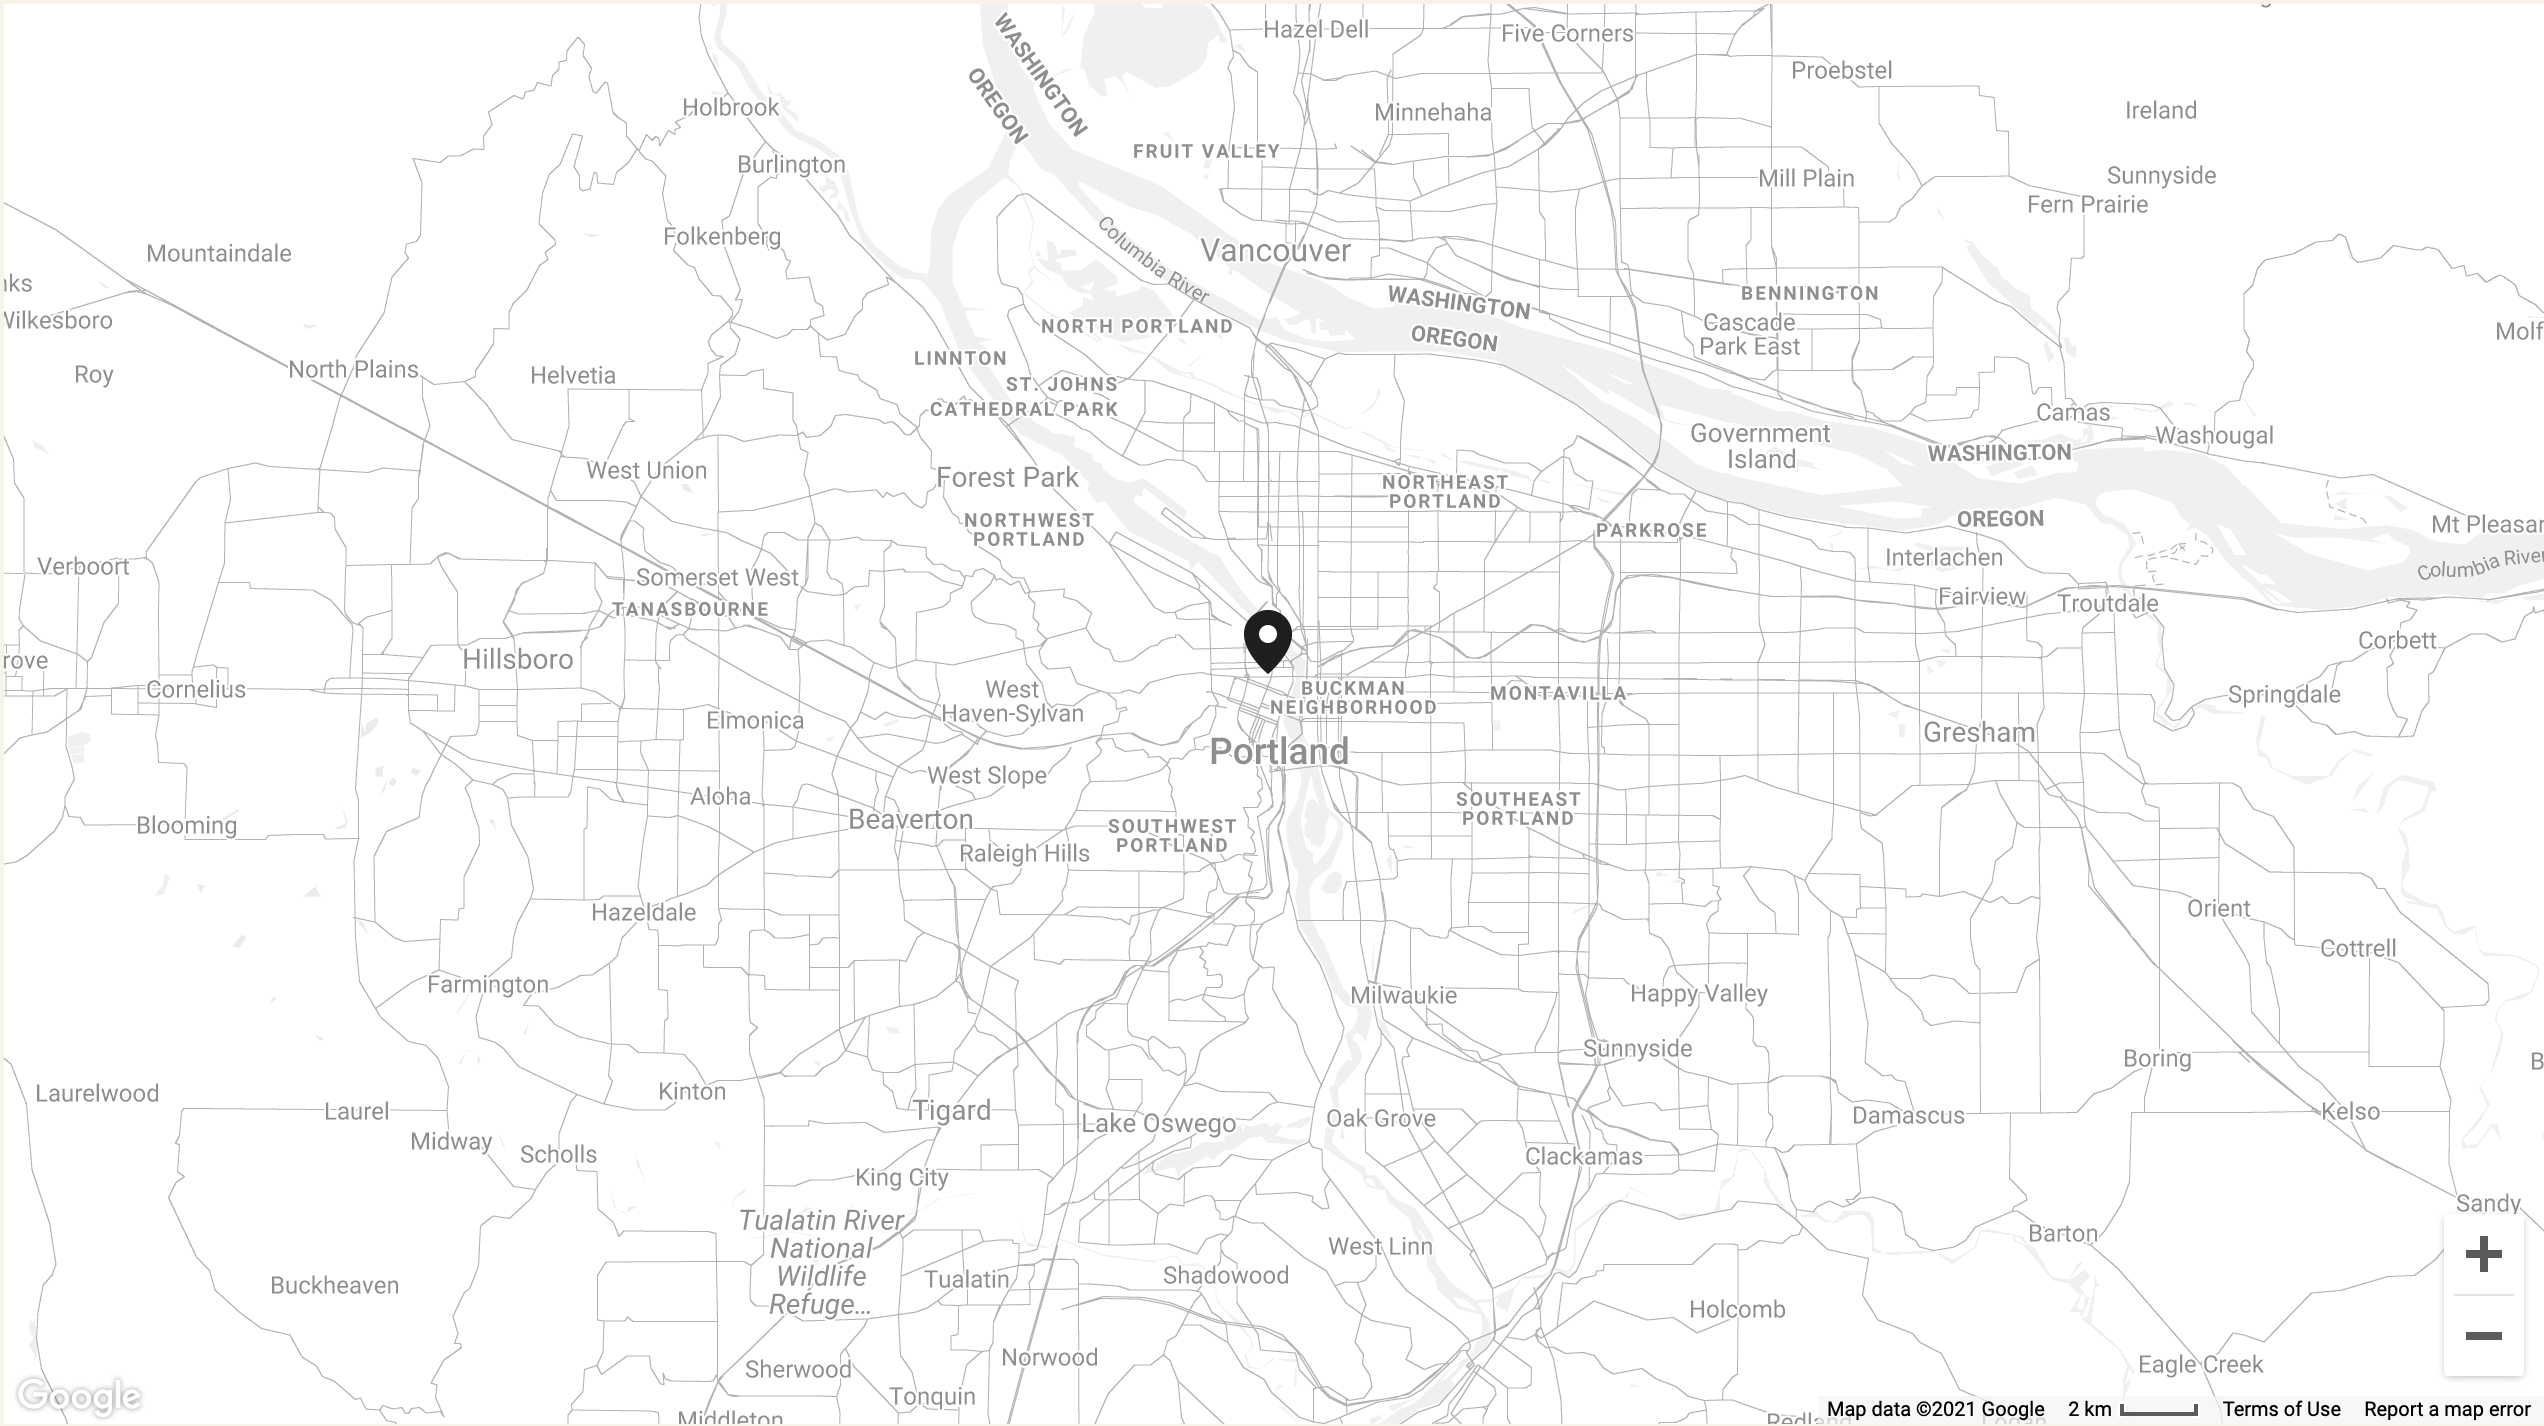 Hazel Dell
Five Corners
WASHINGTON
OREGON
Proebstel
Holbrook
Minnehaha
Ireland
FRUIT VALLEY
Burlington
Mill Plain
Sunnyside
Fern Prairie
Folkenberg
Mountaindale
Vancouver
Columbia River
nks
WASHINGTON
BENNINGTON
Wilkesboro
NORTH PORTLAND
OREGON
Cascade
Park East
Molf
LINNTON
North Plains
Roy
Helvetia
ST. JOHNS
CATHEDRAL PARK
Camas
Government
Island
Washougal
WASHINGTON
West Union
Forest Park
NORTHEAST
PORTLAND
NORTHWEST
PORTLAND
PARKROSE
OREGON
Mt Pleasan
Verboort
Interlachen
Columbia River
Somerset West
TANASBOURNE
Fairview
Troutdale
Corbett
rove
Hillsboro
Cornelius
West
Haven-Sylvan
BUCKMAN
NEIGHBORHOOD
MONTAVILLA
Springdale
Elmonica
Gresham
Portland
West Slope
Aloha
SOUTHEAST
PORTLAND
Blooming
Beaverton
SOUTHWEST
PORTLAND
Raleigh Hills
Hazeldale
Orient
Cottrell
Farmington
Milwaukie
Happy Valley
Sunnyside
Boring
B
Laurelwood
Kinton
Laurel
Tigard
Lake Oswego
Oak Grove
Damascus
Kelso
Midway
Scholls
Clackamas
King City
Sandy
Tualatin River
National
Wildlife
Refuge...
Barton
West Linn
Buckheaven
Tualatin
Shadowood
Holcomb
Norwood
Sherwood
Eagle Creek
Google
Tonquin
Middleton
Redland
Logan
Map data ©2021 Google
2 km
Terms of Use
Report a map error